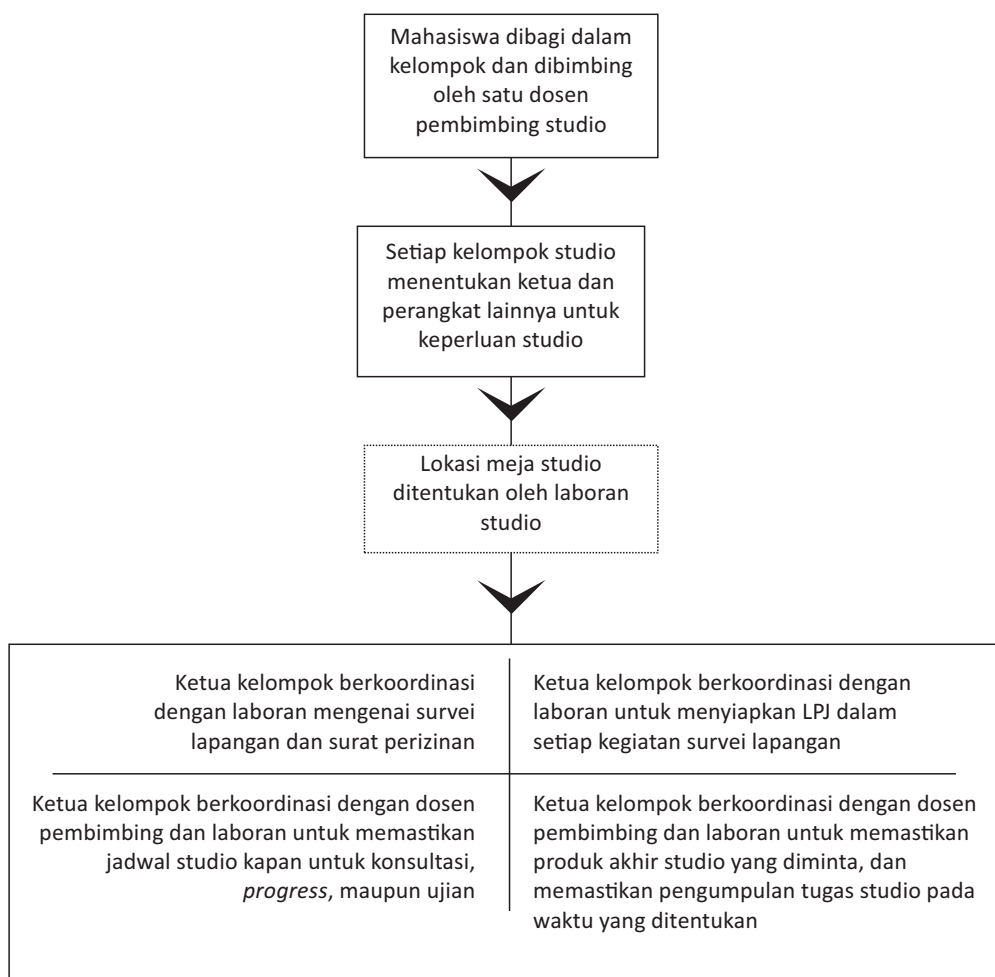 Mahasiswa dibagi dalam
kelompok dan dibimbing
oleh satu dosen
pembimbing studio
Setiap kelompok studio
menentukan ketua dan
perangkat lainnya untuk
keperluan studio
Lokasi meja studio
ditentukan oleh laboran
studio
Ketua kelompok berkoordinasi
dengan laboran mengenai survei
lapangan dan surat perizinan
Ketua kelompok berkoordinasi dengan
laboran untuk menyiapkan LPJ dalam
setiap kegiatan survei lapangan
Ketua kelompok berkoordinasi dengan dosen
pembimbing dan laboran untuk memastikan
jadwal studio kapan untuk konsultasi,
progress, maupun ujian
Ketua kelompok berkoordinasi dengan dosen
pembimbing dan laboran untuk memastikan
produk akhir studio yang diminta, dan
memastikan pengumpulan tugas studio pada
waktu yang ditentukan